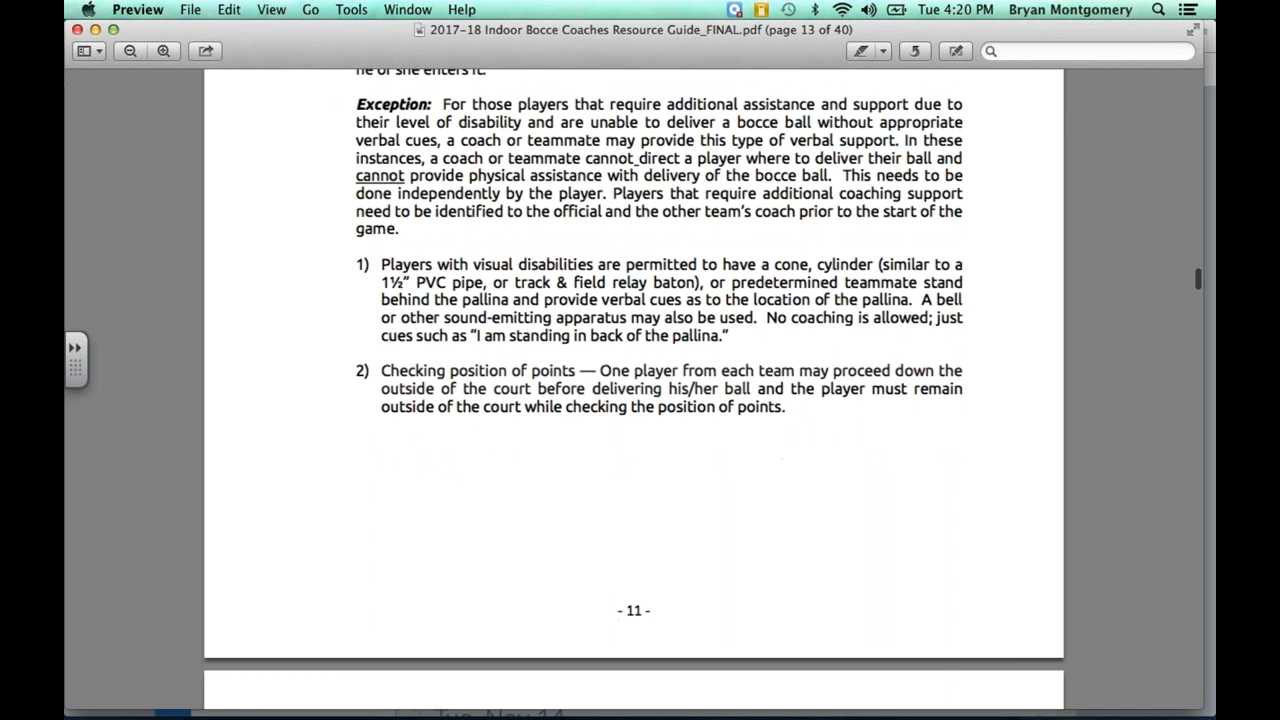 Preview File Edit View Go Tools Window Help Tue 4:20 PM Bryan Montgomery
2017-18 Indoor Bocce Coaches Resource Guide_FINAL.pdf (page 13 of 40)
he or she enters it.
Exception: For those players that require additional assistance and support due to
their level of disability and are unable to deliver a bocce ball without appropriate
verbal cues, a coach or teammate may provide this type of verbal support. In these
instances, a coach or teammate cannot direct a player where to deliver their ball and
cannot provide physical assistance with delivery of the bocce ball. This needs to be
done independently by the player. Players that require additional coaching support
need to be identified to the official and the other team's coach prior to the start of the
game.
1) Players with visual disabilities are permitted to have a cone, cylinder (similar to a
1½" PVC pipe, or track & field relay baton), or predetermined teammate stand
behind the pallina and provide verbal cues as to the location of the pallina. A bell
or other sound-emitting apparatus may also be used. No coaching is allowed; just
cues such as "I am standing in back of the pallina."
2) Checking position of points — One player from each team may proceed down the
outside of the court before delivering his/her ball and the player must remain
outside of the court while checking the position of points.
- 11 -
Tue, Nov 14